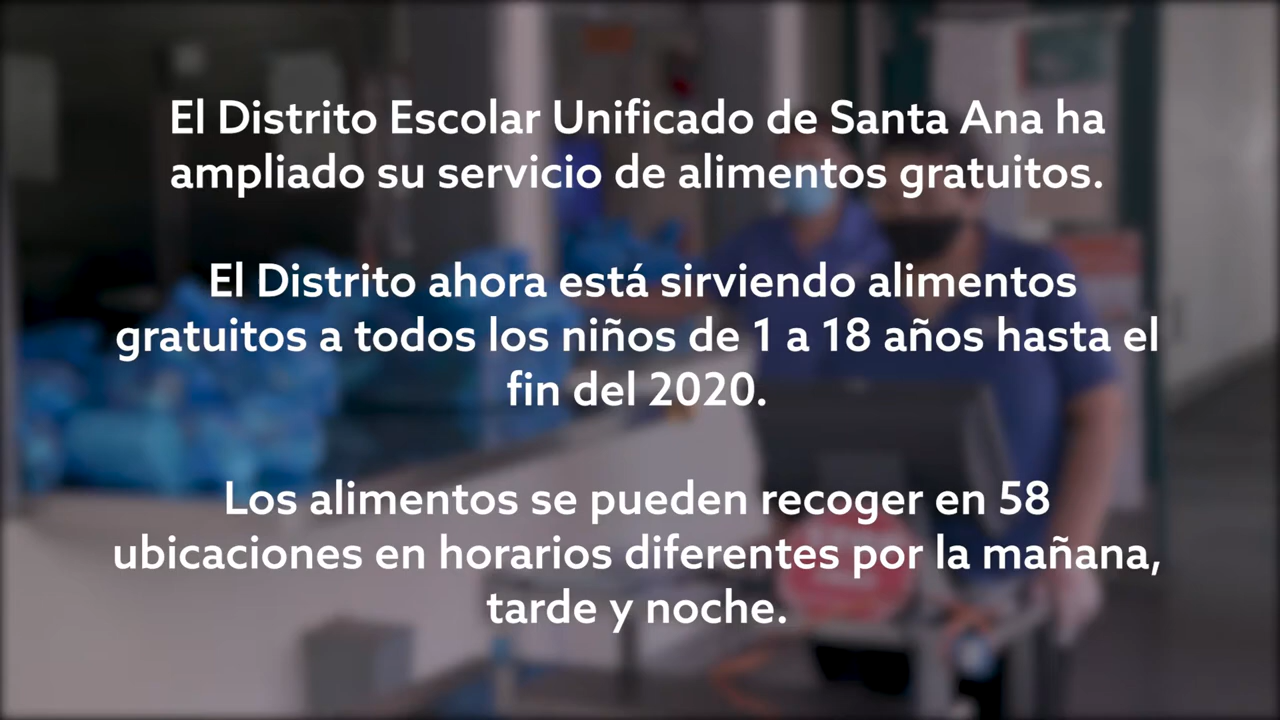 El Distrito Escolar Unificado de Santa Ana ha
ampliado su servicio de alimentos gratuitos.
El Distrito ahora está sirviendo alimentos
gratuitos a todos los niños de 1 a 18 años hasta el
fin del 2020.
Los alimentos se pueden recoger en 58
ubicaciones en horarios diferentes por la mañana,
tarde y noche.